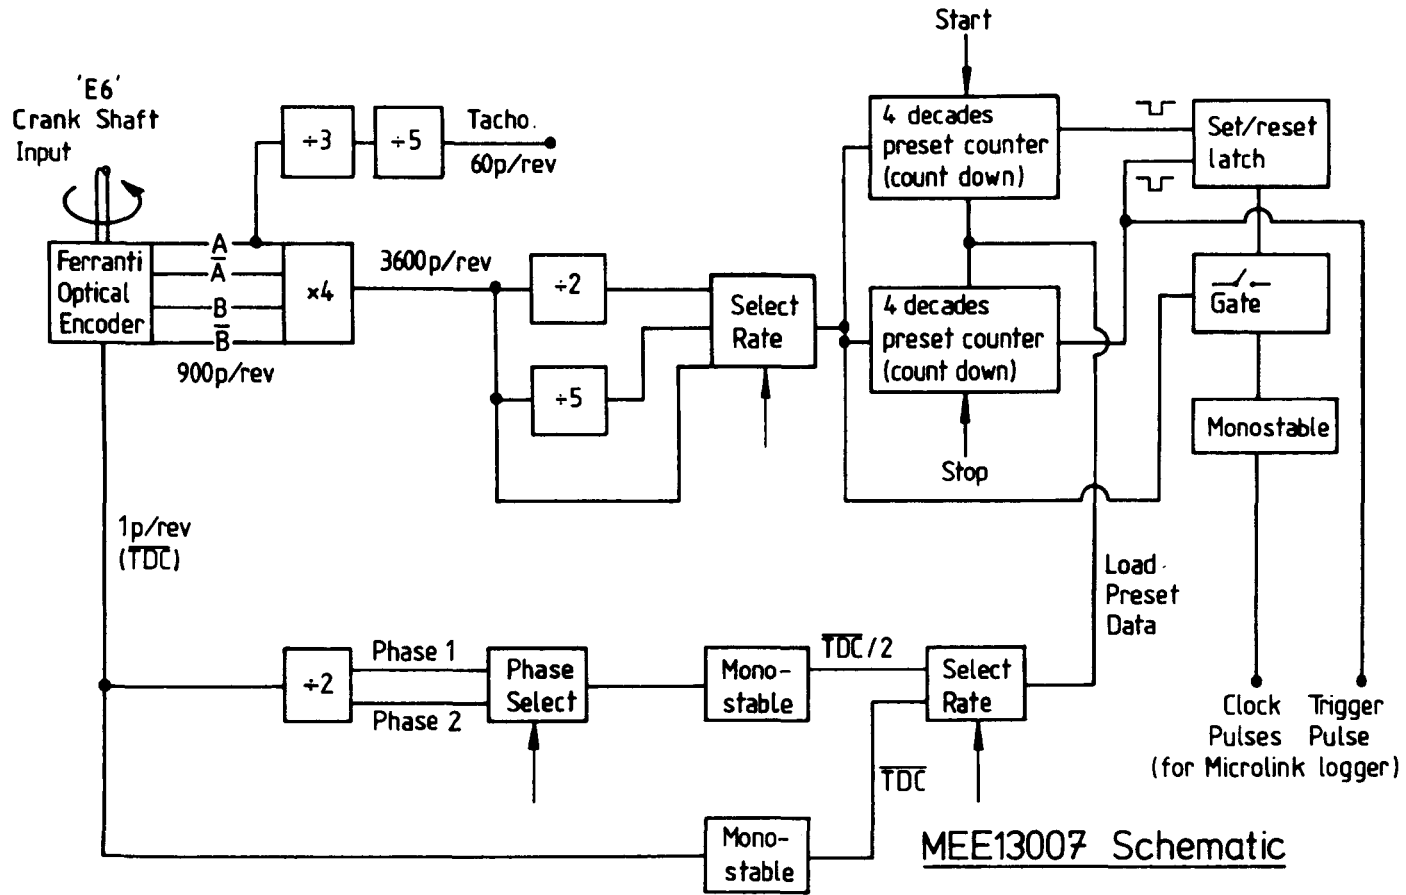 Start
'E6'
Crank Shaft
Input
÷3
÷5
Tacho.
60p/rev
4 decades
preset counter
(count down)
Set/reset
latch
Ferranti
Optical
Encoder
A
A̅
B
B̅
900p/rev
×4
3600p/rev
÷2
÷5
Select
Rate
4 decades
preset counter
(count down)
Stop
Gate
Monostable
1p/rev
(T̅D̅C̅)
Load
Preset
Data
÷2
Phase 1
Phase 2
Phase
Select
Mono-
stable
T̅D̅C̅/2
Select
Rate
T̅D̅C̅
Mono-
stable
Clock Trigger
Pulses Pulse
(for Microlink logger)
MEE13007 Schematic